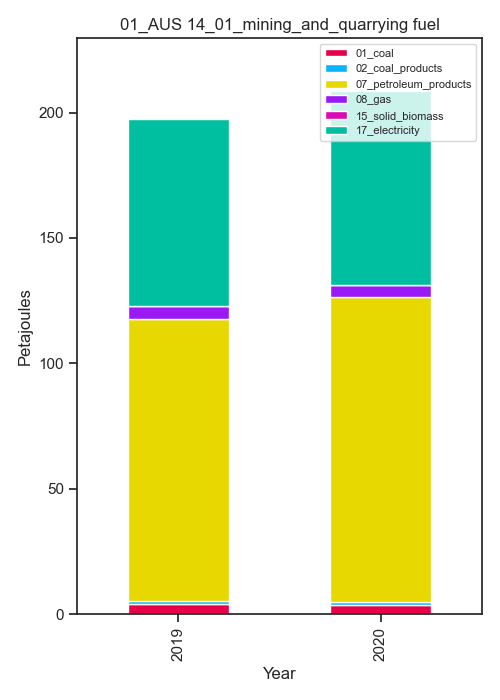 01_AUS 14_01_mining_and_quarrying fuel
01_coal
02_coal_products
07_petroleum_products
08_gas
15_solid_biomass
17_electricity
200
150
100
50
0
Petajoules
2019
2020
Year